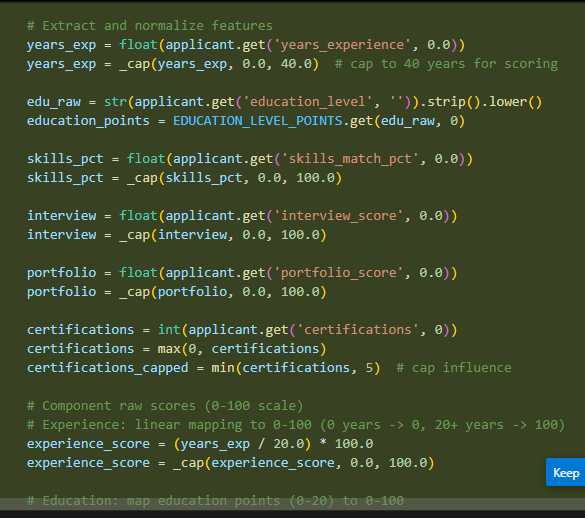 # Extract and normalize features
years_exp = float(applicant.get('years_experience', 0.0))
years_exp = _cap(years_exp, 0.0, 40.0)  # cap to 40 years for scoring
edu_raw = str(applicant.get('education_level', '')).strip().lower()
education_points = EDUCATION_LEVEL_POINTS.get(edu_raw, 0)
skills_pct = float(applicant.get('skills_match_pct', 0.0))
skills_pct = _cap(skills_pct, 0.0, 100.0)
interview = float(applicant.get('interview_score', 0.0))
interview = _cap(interview, 0.0, 100.0)
portfolio = float(applicant.get('portfolio_score', 0.0))
portfolio = _cap(portfolio, 0.0, 100.0)
certifications = int(applicant.get('certifications', 0))
certifications = max(0, certifications)
certifications_capped = min(certifications, 5)  # cap influence
# Component raw scores (0-100 scale)
# Experience: linear mapping to 0-100 (0 years -> 0, 20+ years -> 100)
experience_score = (years_exp / 20.0) * 100.0
experience_score = _cap(experience_score, 0.0, 100.0)
Keep
# Education: map education points (0-20) to 0-100